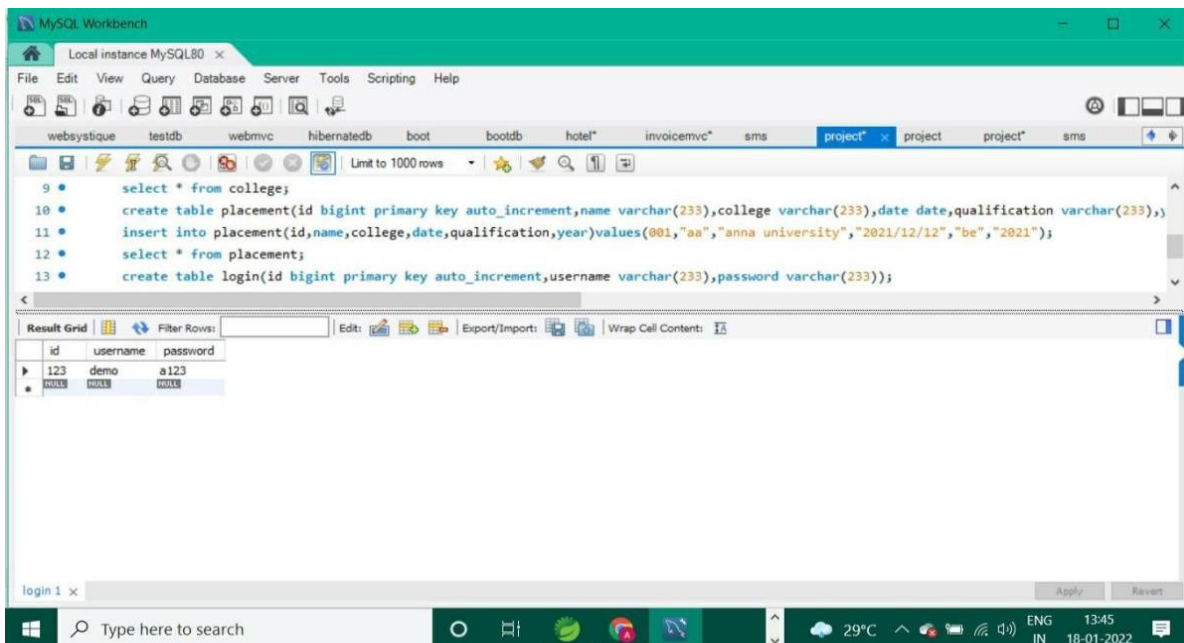 MySQL Workbench
Local instance MySQL80
File Edit View Query Database Server Tools Scripting Help
websystique testdb webmvc hibernatedb boot bootdb hotel* invoicemvc* sms project* project project* sms
Limit to 1000 rows
9 select * from college;
10 create table placement(id bigint primary key auto_increment,name varchar(233),college varchar(233),date date,qualification varchar(233),y
11 insert into placement(id,name,college,date,qualification,year)values(001,"aa","anna university","2021/12/12","be","2021");
12 select * from placement;
13 create table login(id bigint primary key auto_increment,username varchar(233),password varchar(233));
Result Grid Filter Rows: Edit: Export/Import: Wrap Cell Content:
id username password
123 demo a123
NULL NULL NULL
login 1 Apply Revert
Type here to search 29°C ENG 13:45
IN 18-01-2022